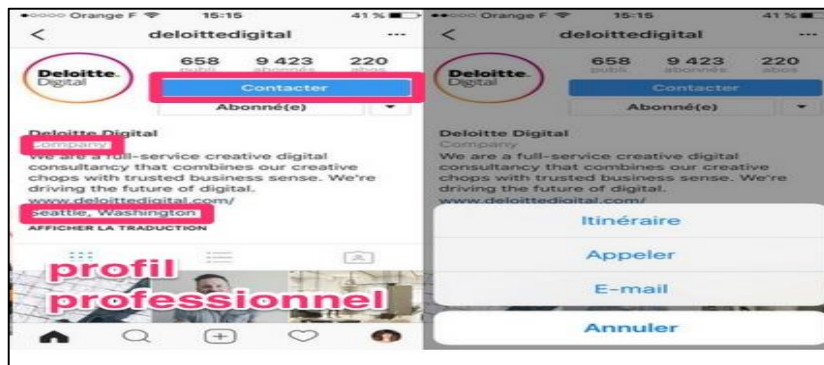 Orange F 15:15 41 %
deloittedigital
658 9 423 220
publi. abonnés abos
Contacter
Abonné(e)
Deloitte.
Digital
Deloitte Digital
Company
We are a full-service creative digital
consultancy that combines our creative
chops with trusted business sense. We're
driving the future of digital.
www.deloittedigital.com/
Seattle, Washington
AFFICHER LA TRADUCTION
profil
professionnel
Orange F 15:15 41 %
deloittedigital
658 9 423 220
publi. abonnés abos
Contacter
Abonné(e)
Deloitte.
Digital
Deloitte Digital
Company
We are a full-service creative digital
consultancy that combines our creative
chops with trusted business sense. We're
driving the future of digital.
www.deloittedigital.com/
Itinéraire
Appeler
E-mail
Annuler